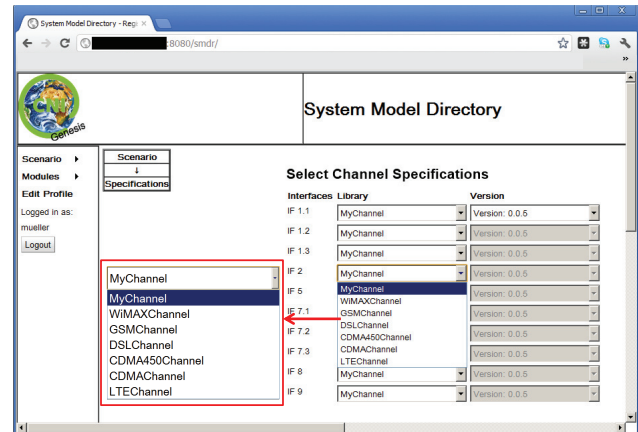 System Model Directory - Regi
:8080/smdr/
»
CNI
Genesis
System Model Directory
Scenario
Modules
Edit Profile
Logged in as:
mueller
Logout
Scenario
↓
Specifications
Select Channel Specifications
Interfaces Library Version
IF 1.1 MyChannel Version: 0.0.5
IF 1.2 MyChannel Version: 0.0.5
IF 1.3 MyChannel Version: 0.0.5
IF 2 MyChannel Version: 0.0.5
IF 5 Version: 0.0.5
IF 7.1 Version: 0.0.5
IF 7.2 Version: 0.0.5
IF 7.3 Version: 0.0.5
IF 8 MyChannel Version: 0.0.5
IF 9 MyChannel Version: 0.0.5
MyChannel
WiMAXChannel
GSMChannel
DSLChannel
CDMA450Channel
CDMAChannel
LTEChannel
MyChannel
MyChannel
WiMAXChannel
GSMChannel
DSLChannel
CDMA450Channel
CDMAChannel
LTEChannel